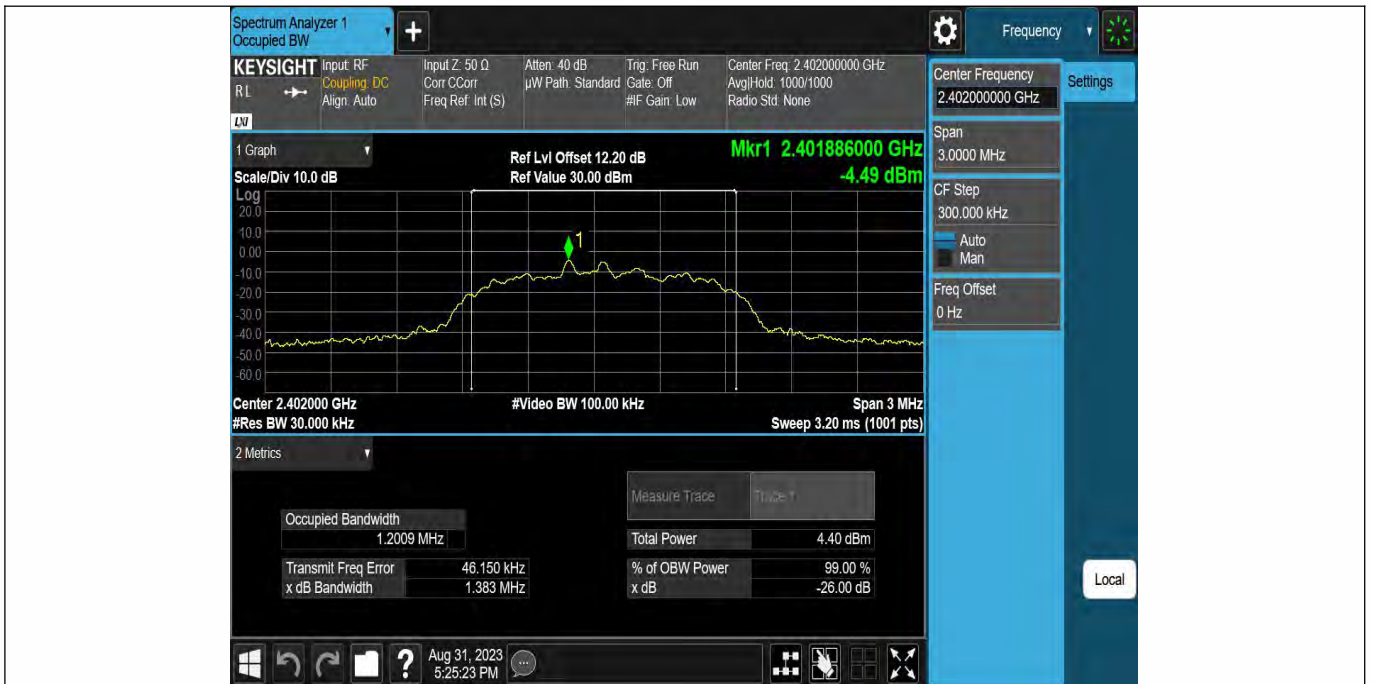 Spectrum Analyzer 1
Occupied BW
+
Frequency
KEYSIGHT
RL
LXI
Input: RF
Coupling: DC
Align: Auto
Input Z: 50 Ω
Corr CCorr
Freq Ref: Int (S)
Atten: 40 dB
µW Path: Standard
Trig: Free Run
Gate: Off
#IF Gain: Low
Center Freq: 2.402000000 GHz
Avg|Hold: 1000/1000
Radio Std: None
Center Frequency
2.402000000 GHz
Settings
Span
3.0000 MHz
CF Step
300.000 kHz
Auto
Man
Freq Offset
0 Hz
1 Graph
Scale/Div 10.0 dB
Ref Lvl Offset 12.20 dB
Ref Value 30.00 dBm
Mkr1 2.401886000 GHz
-4.49 dBm
Log
20.0
10.0
0.00
-10.0
-20.0
-30.0
-40.0
-50.0
-60.0
1
Center 2.402000 GHz
#Video BW 100.00 kHz
Span 3 MHz
#Res BW 30.000 kHz
Sweep 3.20 ms (1001 pts)
2 Metrics
Measure Trace
Trace 1
Occupied Bandwidth
1.2009 MHz
Total Power
4.40 dBm
Transmit Freq Error
46.150 kHz
% of OBW Power
99.00 %
x dB Bandwidth
1.383 MHz
x dB
-26.00 dB
Local
?
Aug 31, 2023
5:25:23 PM